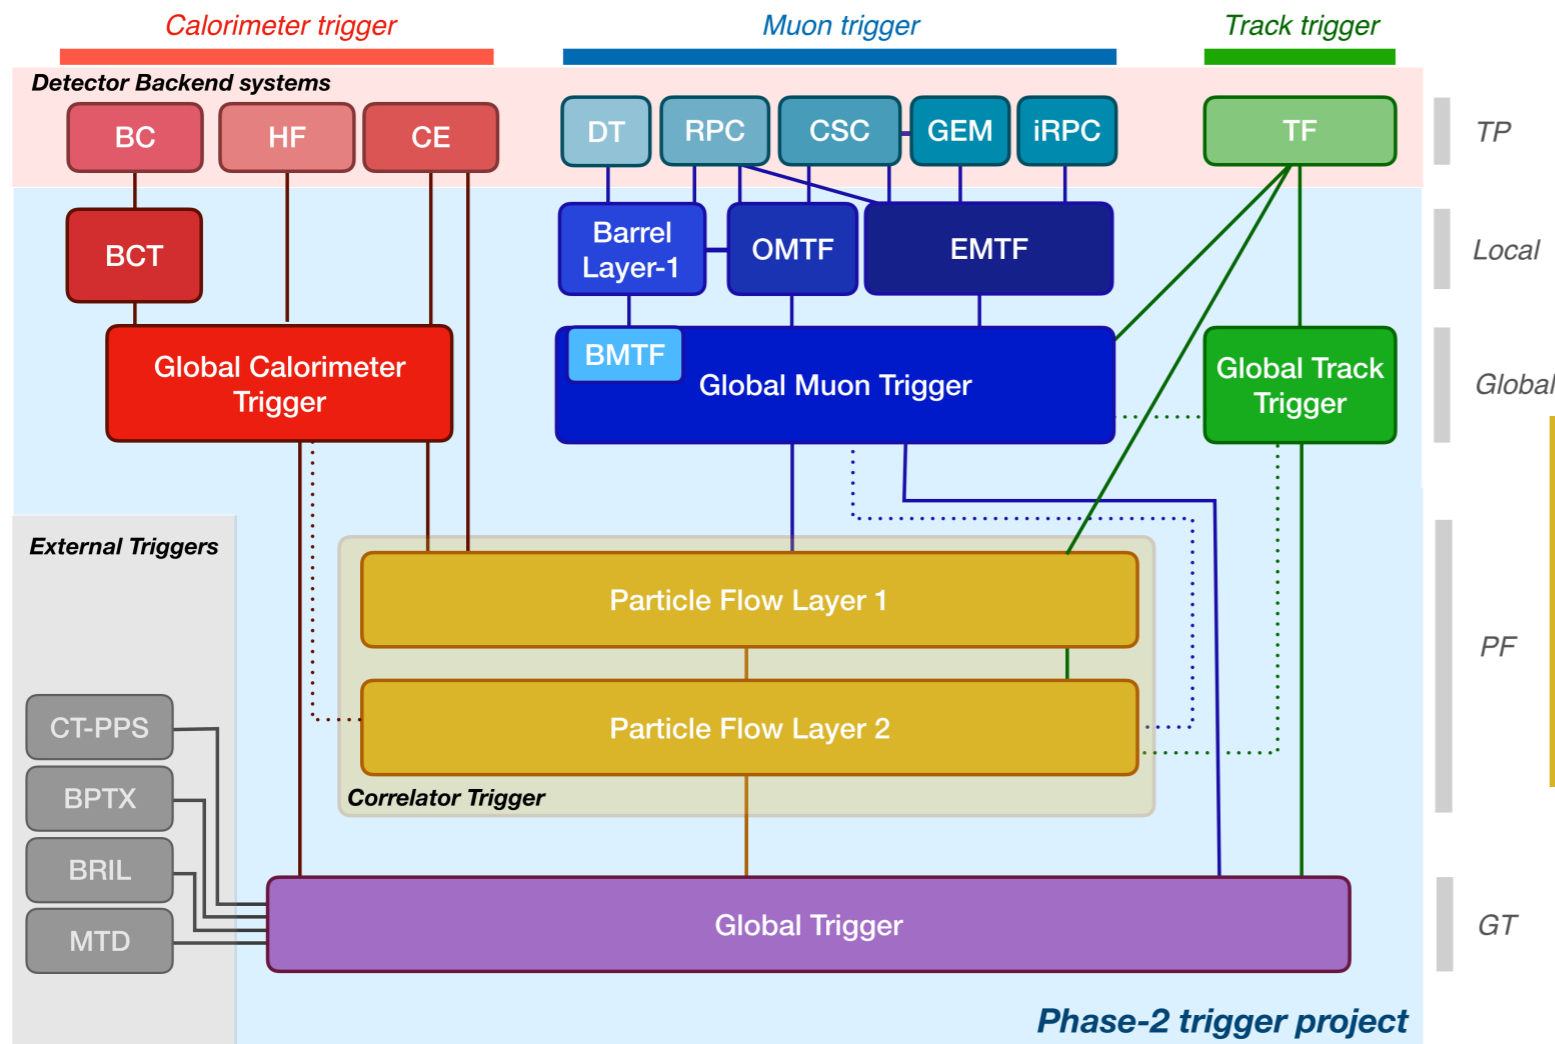 Calorimeter trigger
Muon trigger
Track trigger
Detector Backend systems
BC
HF
CE
DT
RPC
CSC
GEM
iRPC
TF
TP
BCT
Barrel
Layer-1
OMTF
EMTF
Local
Global Calorimeter
Trigger
BMTF
Global Muon Trigger
Global Track
Trigger
Global
External Triggers
Particle Flow Layer 1
PF
Particle Flow Layer 2
CT-PPS
BPTX
Correlator Trigger
BRIL
MTD
Global Trigger
GT
Phase-2 trigger project